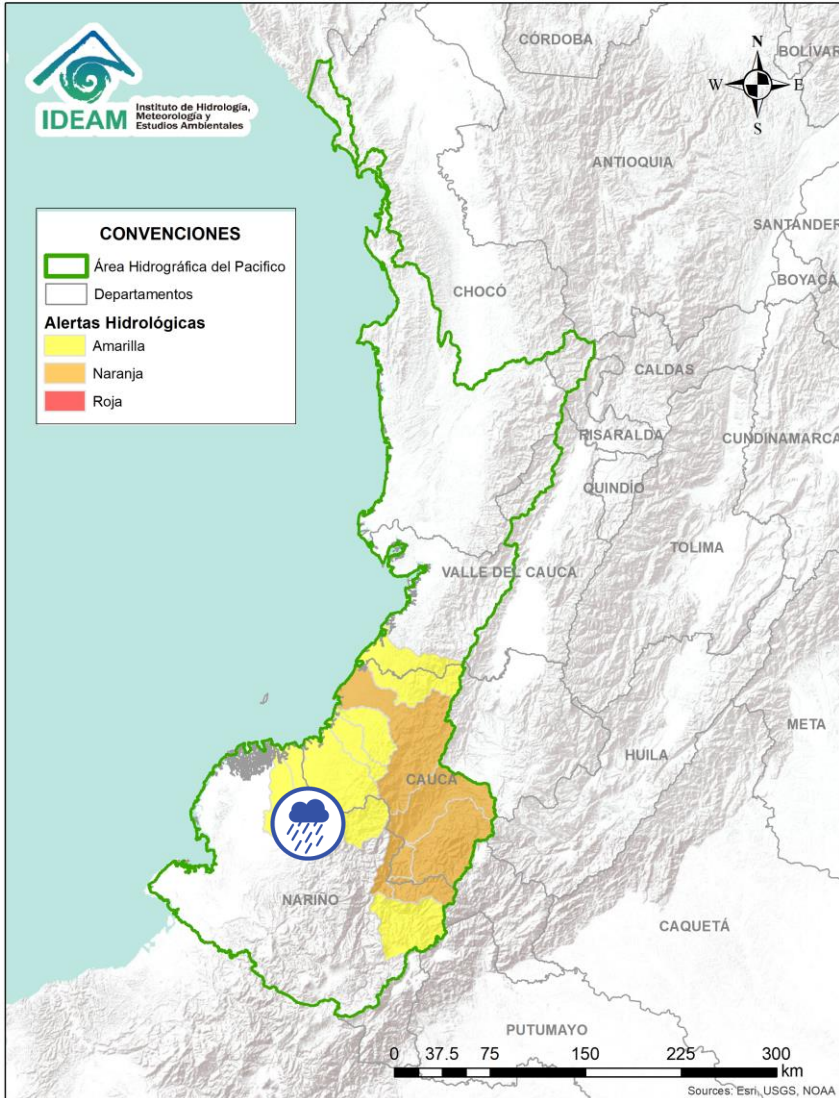 IDEAM
Instituto de Hidrología,
Meteorología y
Estudios Ambientales
CÓRDOBA
BOLÍVAR
N
W
E
S
ANTIOQUIA
SANTANDER
BOYACÁ
CONVENCIONES
Área Hidrográfica del Pacifico
Departamentos
Alertas Hidrológicas
Amarilla
Naranja
Roja
CHOCÓ
CALDAS
RISARALDA
CUNDINAMARCA
QUINDÍO
TOLIMA
VALLE DEL CAUCA
META
HUILA
CAUCA
NARIÑO
CAQUETÁ
PUTUMAYO
0 37.5 75 150 225 300
km
Sources: Esri, USGS, NOAA